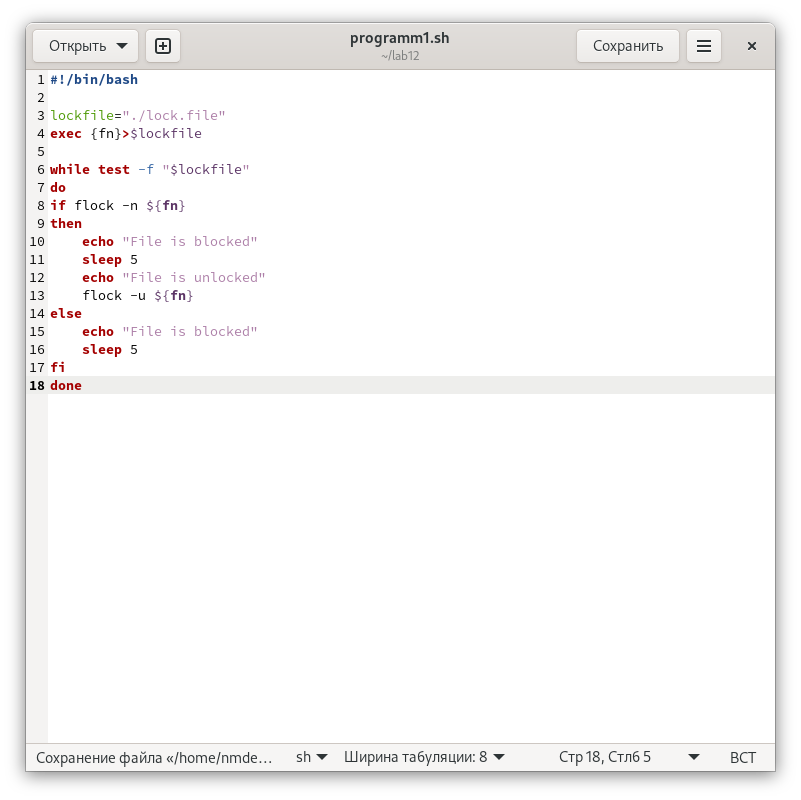 Открыть
programm1.sh
~/lab12
Сохранить
1 #!/bin/bash
2
3 lockfile="./lock.file"
4 exec {fn}>$lockfile
5
6 while test -f "$lockfile"
7 do
8 if flock -n ${fn}
9 then
10     echo "File is blocked"
11     sleep 5
12     echo "File is unlocked"
13     flock -u ${fn}
14 else
15     echo "File is blocked"
16     sleep 5
17 fi
18 done
Сохранение файла «/home/nmde… sh Ширина табуляции: 8 Стр 18, Стлб 5 ВСТ